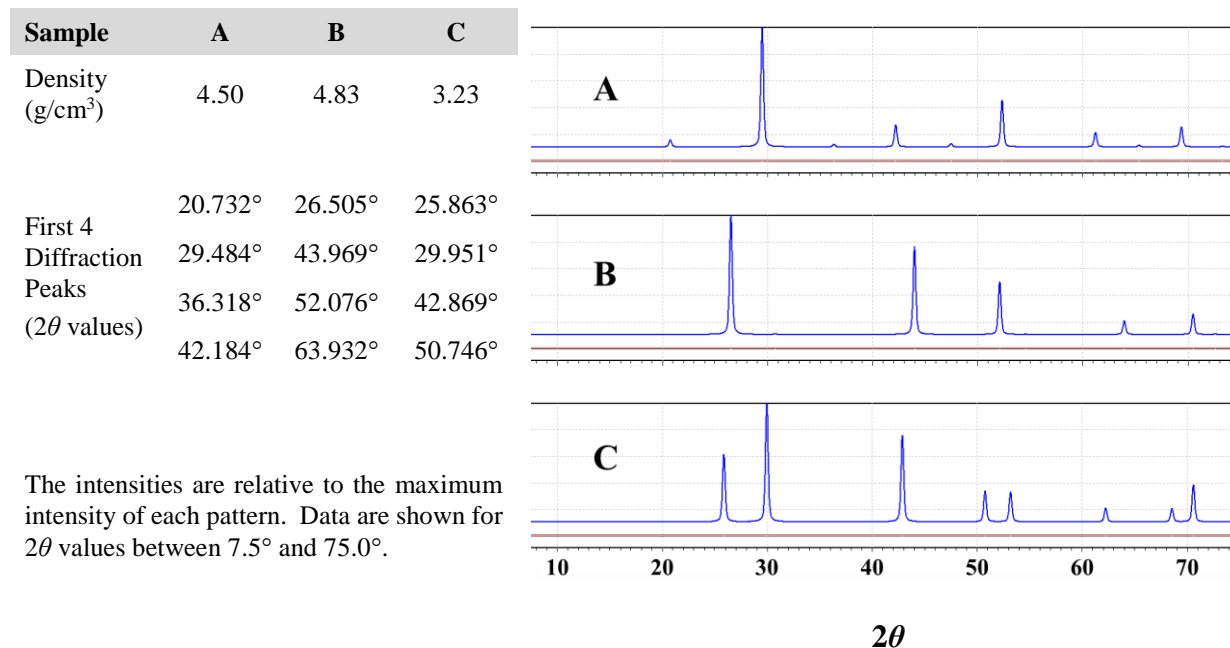 Sample A B C
Density
(g/cm³) 4.50 4.83 3.23
First 4
Diffraction
Peaks
(2θ values)
20.732° 26.505° 25.863°
29.484° 43.969° 29.951°
36.318° 52.076° 42.869°
42.184° 63.932° 50.746°
The intensities are relative to the maximum
intensity of each pattern. Data are shown for
2θ values between 7.5° and 75.0°.
A
B
C
10 20 30 40 50 60 70
2θ